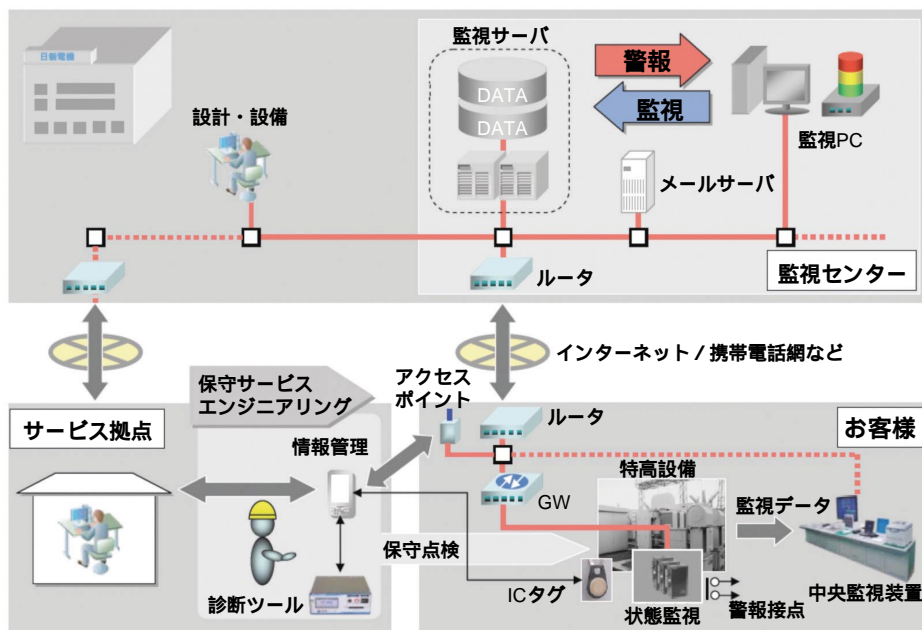 日新電機
監視サーバ
DATA
DATA
警報
監視
監視PC
設計・設備
メールサーバ
ルータ
監視センター
インターネット / 携帯電話網など
保守サービス
エンジニアリング
アクセス
ポイント
ルータ
サービス拠点
お客様
情報管理
特高設備
GW
監視データ
保守点検
ICタグ
診断ツール
状態監視
警報接点
中央監視装置